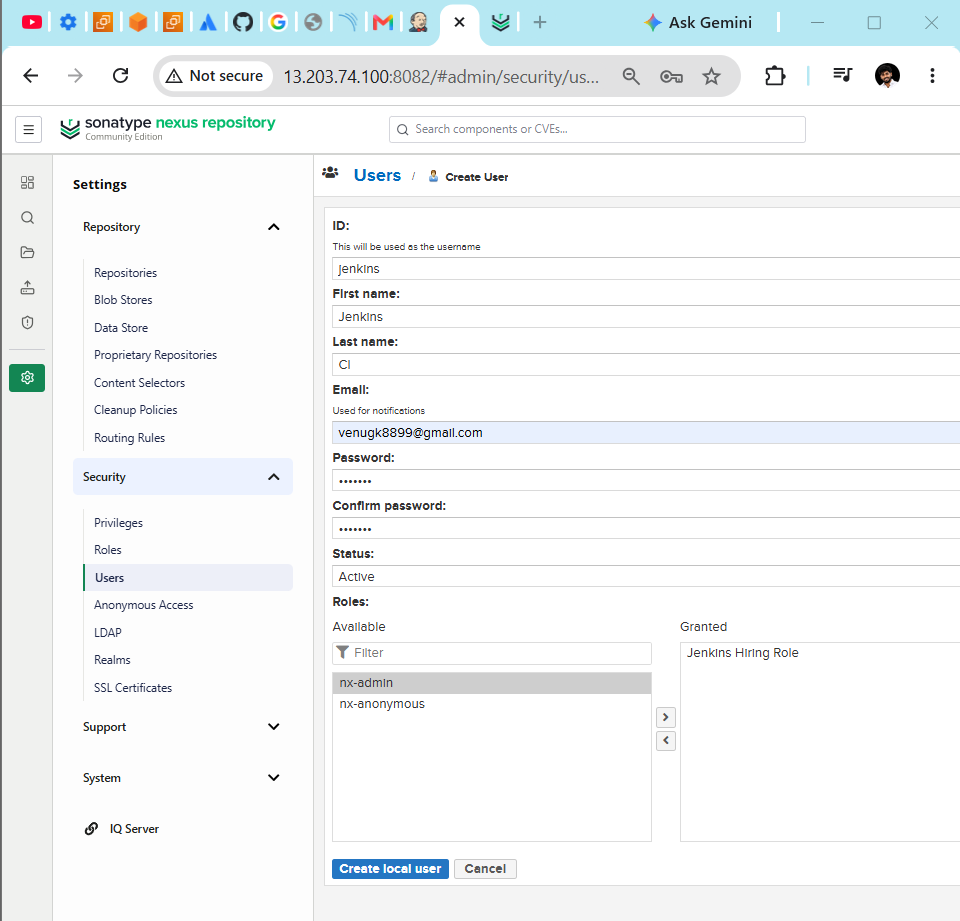 Ask Gemini
Not secure
13.203.74.100:8082/#admin/security/us...
sonatype nexus repository
Community Edition
Search components or CVEs...
Settings
Repository
Repositories
Blob Stores
Data Store
Proprietary Repositories
Content Selectors
Cleanup Policies
Routing Rules
Security
Privileges
Roles
Users
Anonymous Access
LDAP
Realms
SSL Certificates
Support
System
IQ Server
Users / Create User
ID:
This will be used as the username
jenkins
First name:
Jenkins
Last name:
CI
Email:
Used for notifications
venugk8899@gmail.com
Password:
•••••••
Confirm password:
•••••••
Status:
Active
Roles:
Available
Filter
nx-admin
nx-anonymous
Granted
Jenkins Hiring Role
Create local user
Cancel